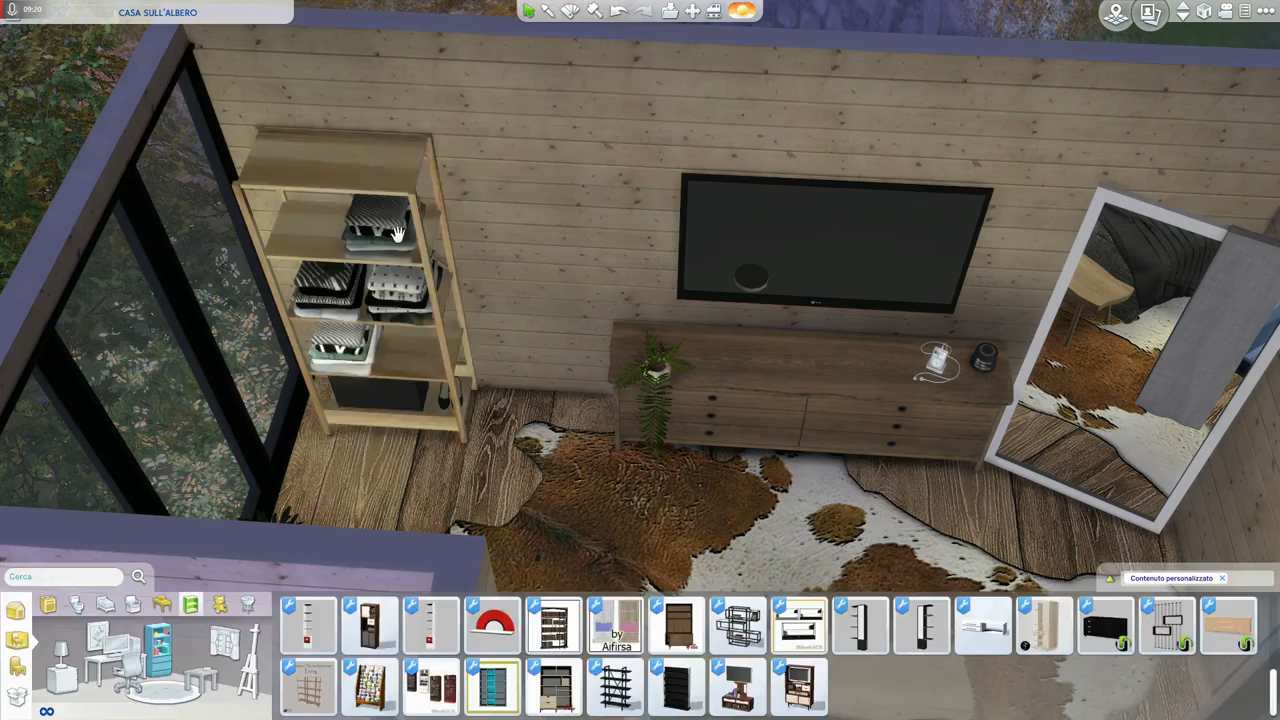 09:20
CASA SULL'ALBERO
Cerca
Contenuto personalizzato
by
Aifirsa